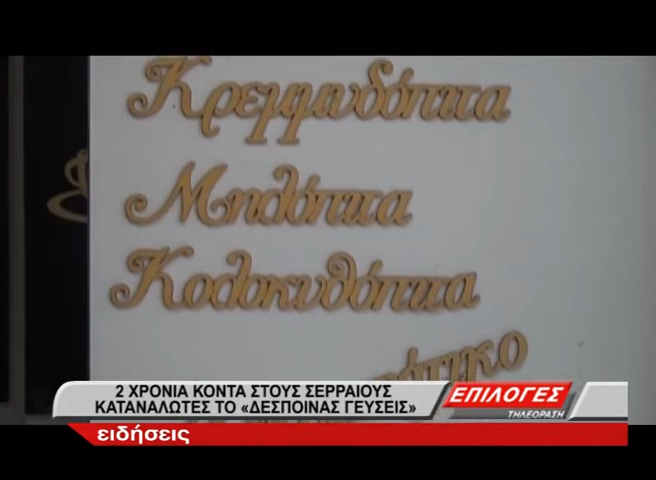 Κρεμμυδόπιτα
Μηλόπιτα
Κολοκυθόπιτα
2 ΧΡΟΝΙΑ ΚΟΝΤΑ ΣΤΟΥΣ ΣΕΡΡΑΙΟΥΣ
ΚΑΤΑΝΑΛΩΤΕΣ ΤΟ «ΔΕΣΠΟΙΝΑΣ ΓΕΥΣΕΙΣ»
ΕΠΙΛΟΓΕΣ
ΤΗΛΕΟΡΑΣΗ
ειδήσεις